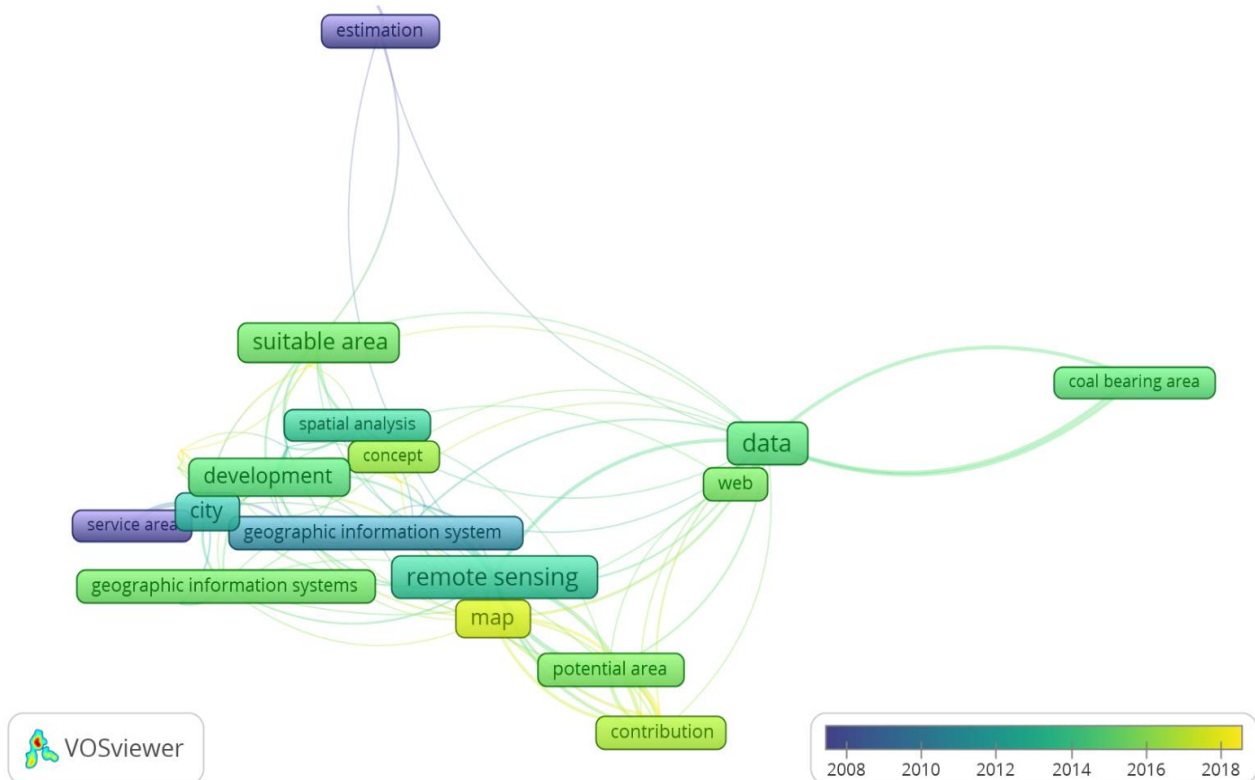 estimation
suitable area
coal bearing area
spatial analysis
data
concept
development
web
city
service area
geographic information system
remote sensing
geographic information systems
map
potential area
contribution
VOSviewer
2008 2010 2012 2014 2016 2018